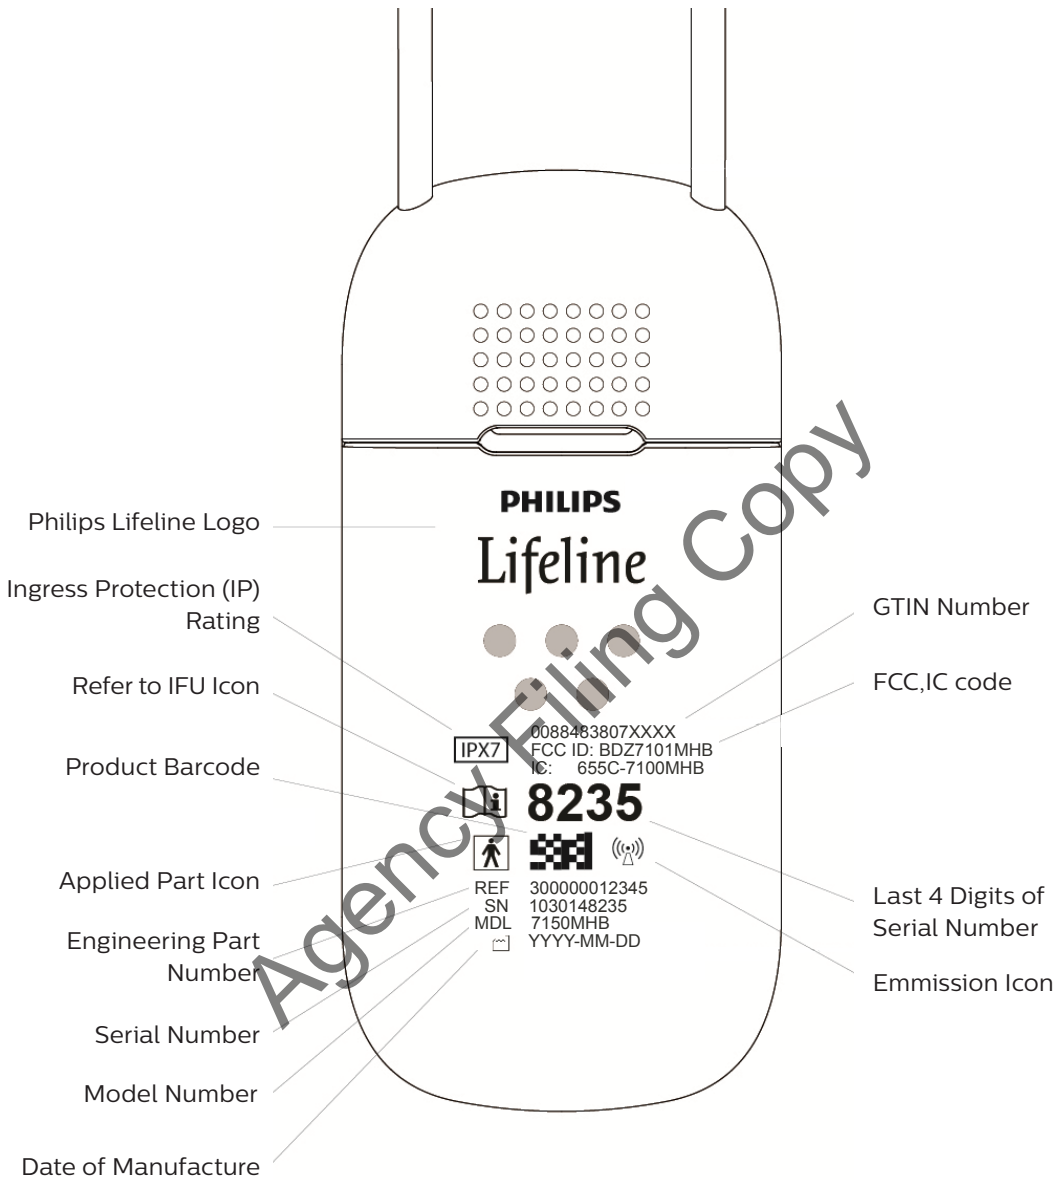 PHILIPS
Lifeline
Philips Lifeline Logo
Ingress Protection (IP)
Rating
GTIN Number
Refer to IFU Icon
FCC,IC code
0088483807XXXX
IPX7
FCC ID: BDZ7101MHB
IC: 655C-7100MHB
Product Barcode
8235
Applied Part Icon
REF 300000012345
SN 1030148235
MDL 7150MHB
YYYY-MM-DD
Last 4 Digits of
Serial Number
Engineering Part
Number
Emmission Icon
Serial Number
Model Number
Date of Manufacture
Agency Filing Copy